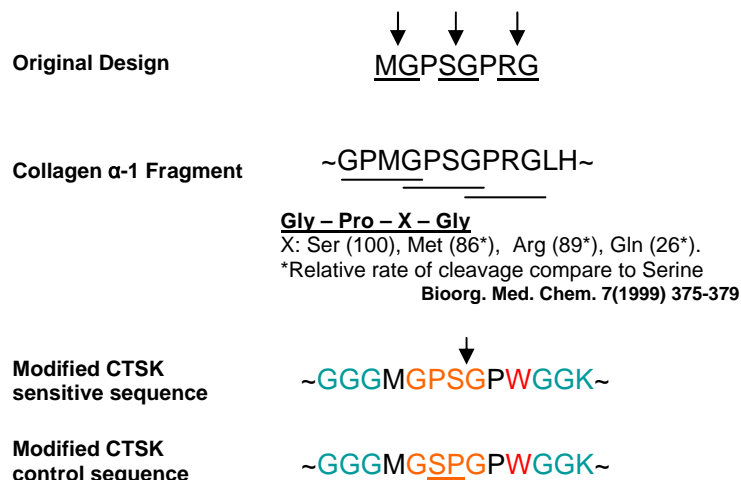 Original Design
MGPSGPRG
Collagen α-1 Fragment
~GPMGPSGPRGLH~
Gly – Pro – X – Gly
X: Ser (100), Met (86*), Arg (89*), Gln (26*).
*Relative rate of cleavage compare to Serine
Bioorg. Med. Chem. 7(1999) 375-379
Modified CTSK
sensitive sequence
~GGGMGPSGPWGGK~
Modified CTSK
control sequence
~GGGMGSPGPWGGK~